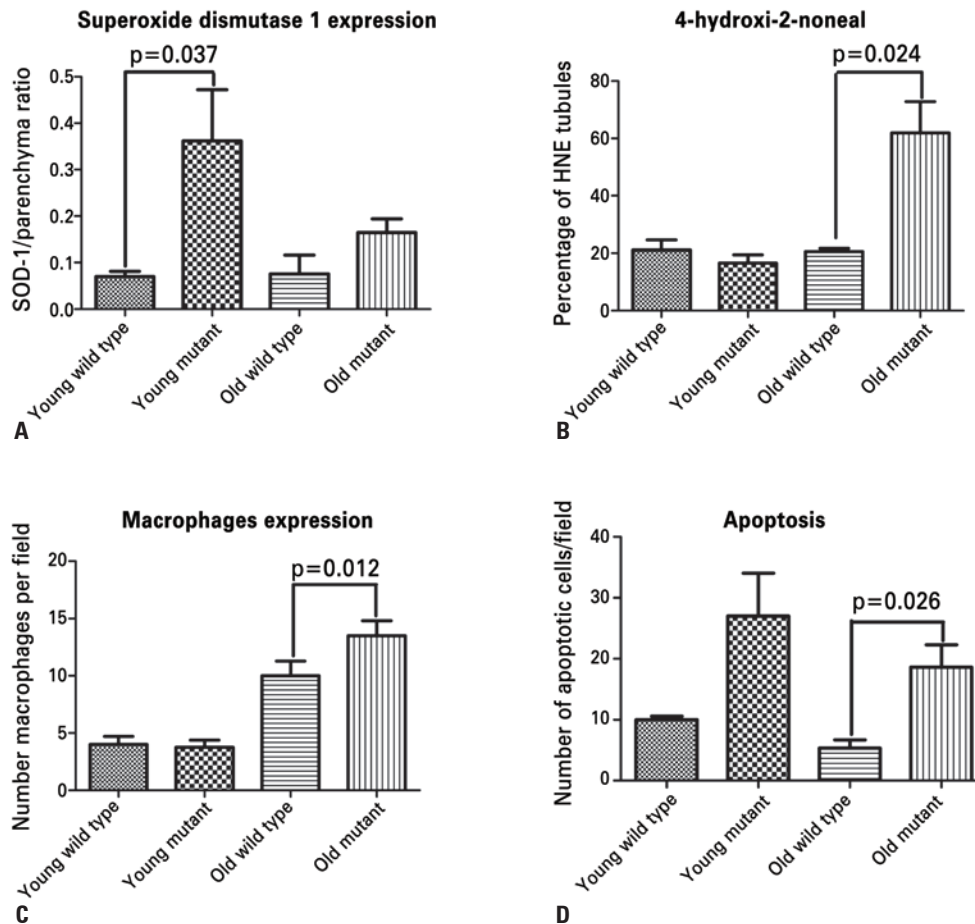 Superoxide dismutase 1 expression
p=0.037
SOD-1/parenchyma ratio
0.5
0.4
0.3
0.2
0.1
0.0
Young wild type
Young mutant
Old wild type
Old mutant
A
4-hydroxi-2-noneal
p=0.024
Percentage of HNE tubules
80
60
40
20
0
Young wild type
Young mutant
Old wild type
Old mutant
B
Macrophages expression
p=0.012
Number macrophages per field
20
15
10
5
0
Young wild type
Young mutant
Old wild type
Old mutant
C
Apoptosis
p=0.026
Number of apoptotic cells/field
40
30
20
10
0
Young wild type
Young mutant
Old wild type
Old mutant
D